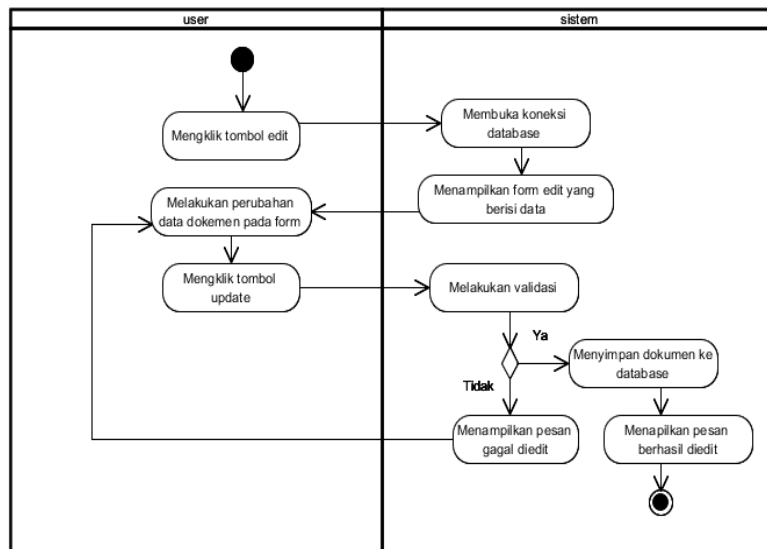 user
sistem
Mengklik tombol edit
Membuka koneksi
database
Menampilkan form edit yang
berisi data
Melakukan perubahan
data dokemen pada form
Mengklik tombol
update
Melakukan validasi
Ya
Menyimpan dokumen ke
database
Tidak
Menampilkan pesan
gagal diedit
Menapilkan pesan
berhasil diedit